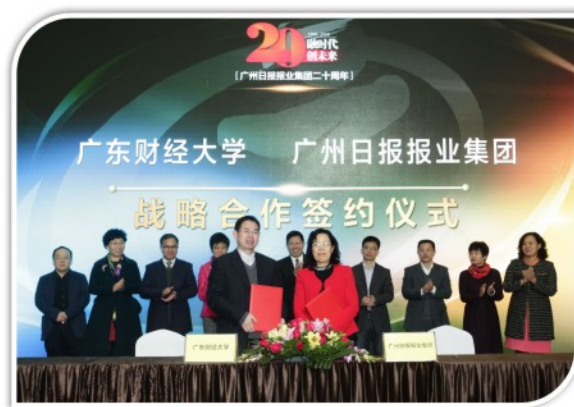 20
融时代
创未来
[广州日报报业集团二十周年]
广东财经大学 广州日报报业集团
战略合作签约仪式
广东财经大学
广州日报报业集团